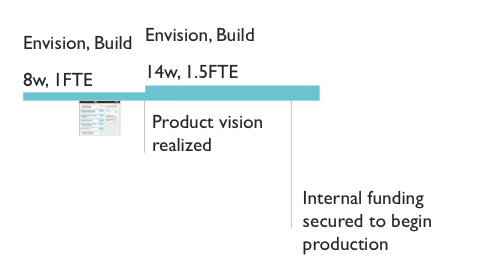 Envision, Build
8w, 1FTE
Envision, Build
14w, 1.5FTE
Product vision
realized
Internal funding
secured to begin
production